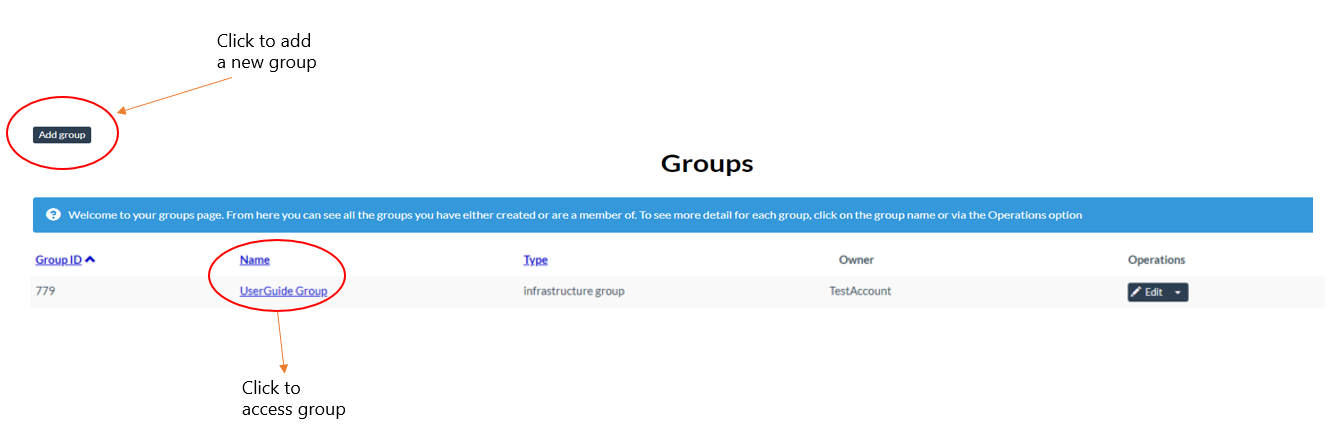 Click to add
a new group
Add group
Groups
Welcome to your groups page. From here you can see all the groups you have either created or are a member of. To see more detail for each group, click on the group name or via the Operations option
Group ID Name Type Owner Operations
779 UserGuide Group infrastructure group TestAccount Edit
Click to
access group